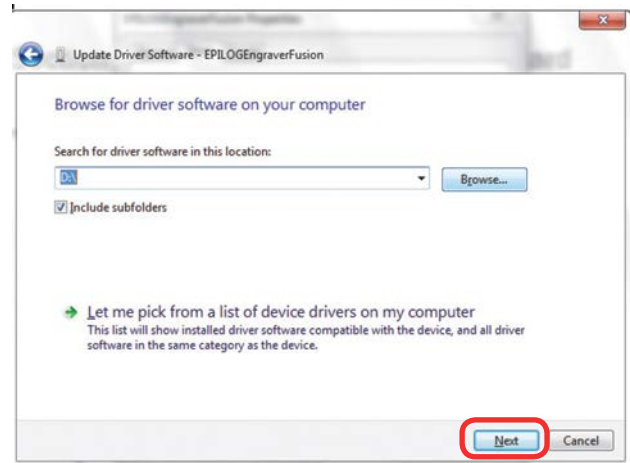 Update Driver Software - EPILOGEngraverFusion
Browse for driver software on your computer
Search for driver software in this location:
D:\
Browse...
Include subfolders
Let me pick from a list of device drivers on my computer
This list will show installed driver software compatible with the device, and all driver
software in the same category as the device.
Next
Cancel